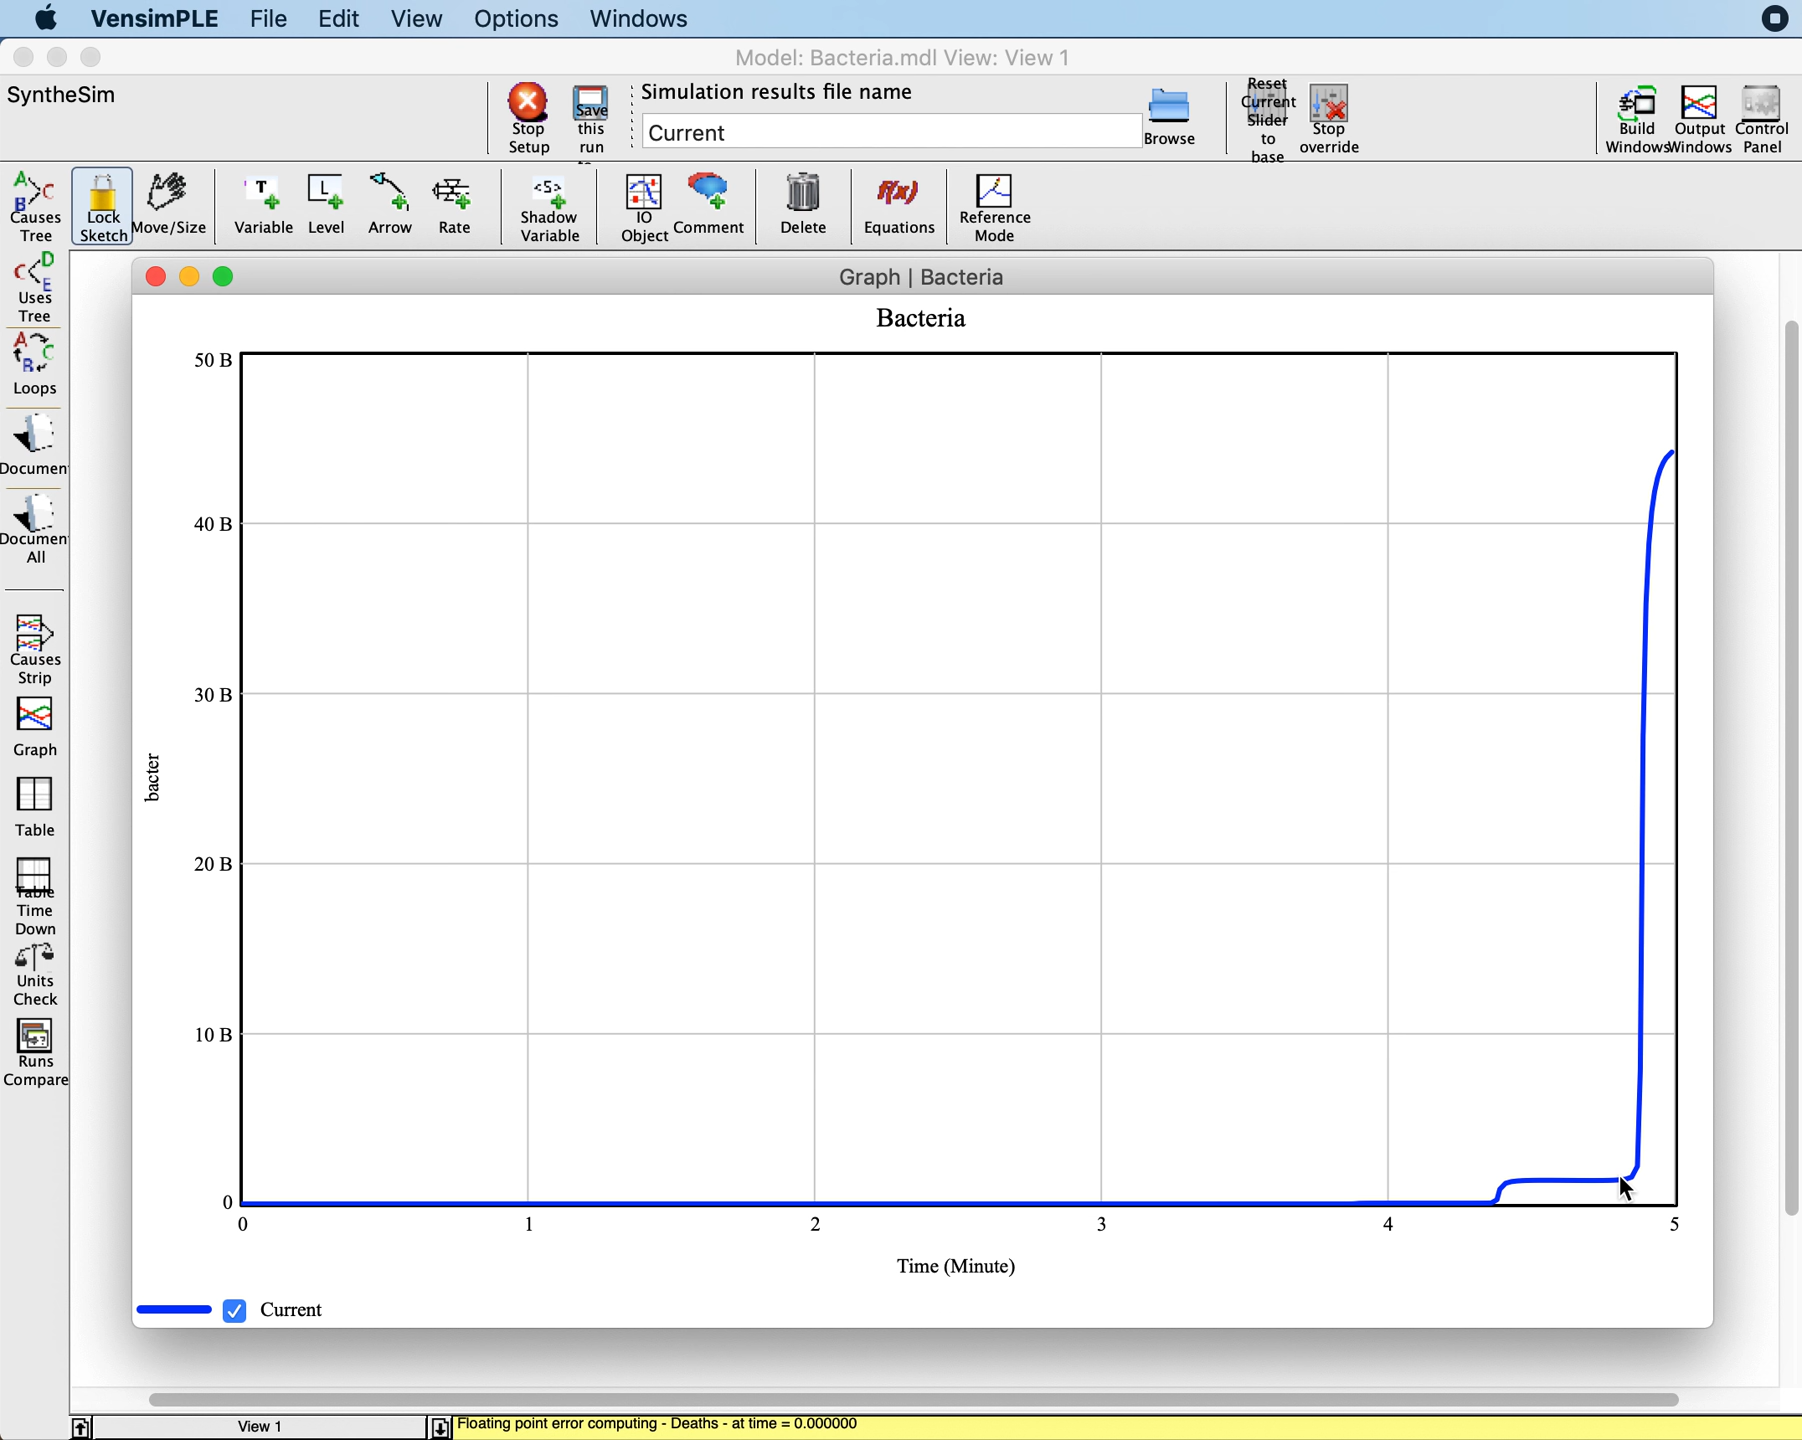 VensimPLE File Edit View Options Windows
Model: Bacteria.mdl View: View 1
SyntheSim
Stop
Setup
Save
this
run
Simulation results file name
Current
Browse
Reset
Current
Slider
to
base
Stop
override
Build
Windows
Output
Windows
Control
Panel
A
B
C
Causes
Tree
Lock
Sketch
Move/Size
T
Variable
L
Level
Arrow
Rate
<S>
Shadow
Variable
IO
Object
Comment
Delete
f(x)
Equations
Reference
Mode
C
D
E
Uses
Tree
A
B
C
Loops
Documen
Documen
All
Causes
Strip
Graph
Table
Table
Time
Down
Units
Check
Runs
Compare
Graph | Bacteria
Bacteria
50 B
40 B
30 B
20 B
10 B
0
bacter
0 1 2 3 4 5
Time (Minute)
Current
View 1
Floating point error computing - Deaths - at time = 0.000000